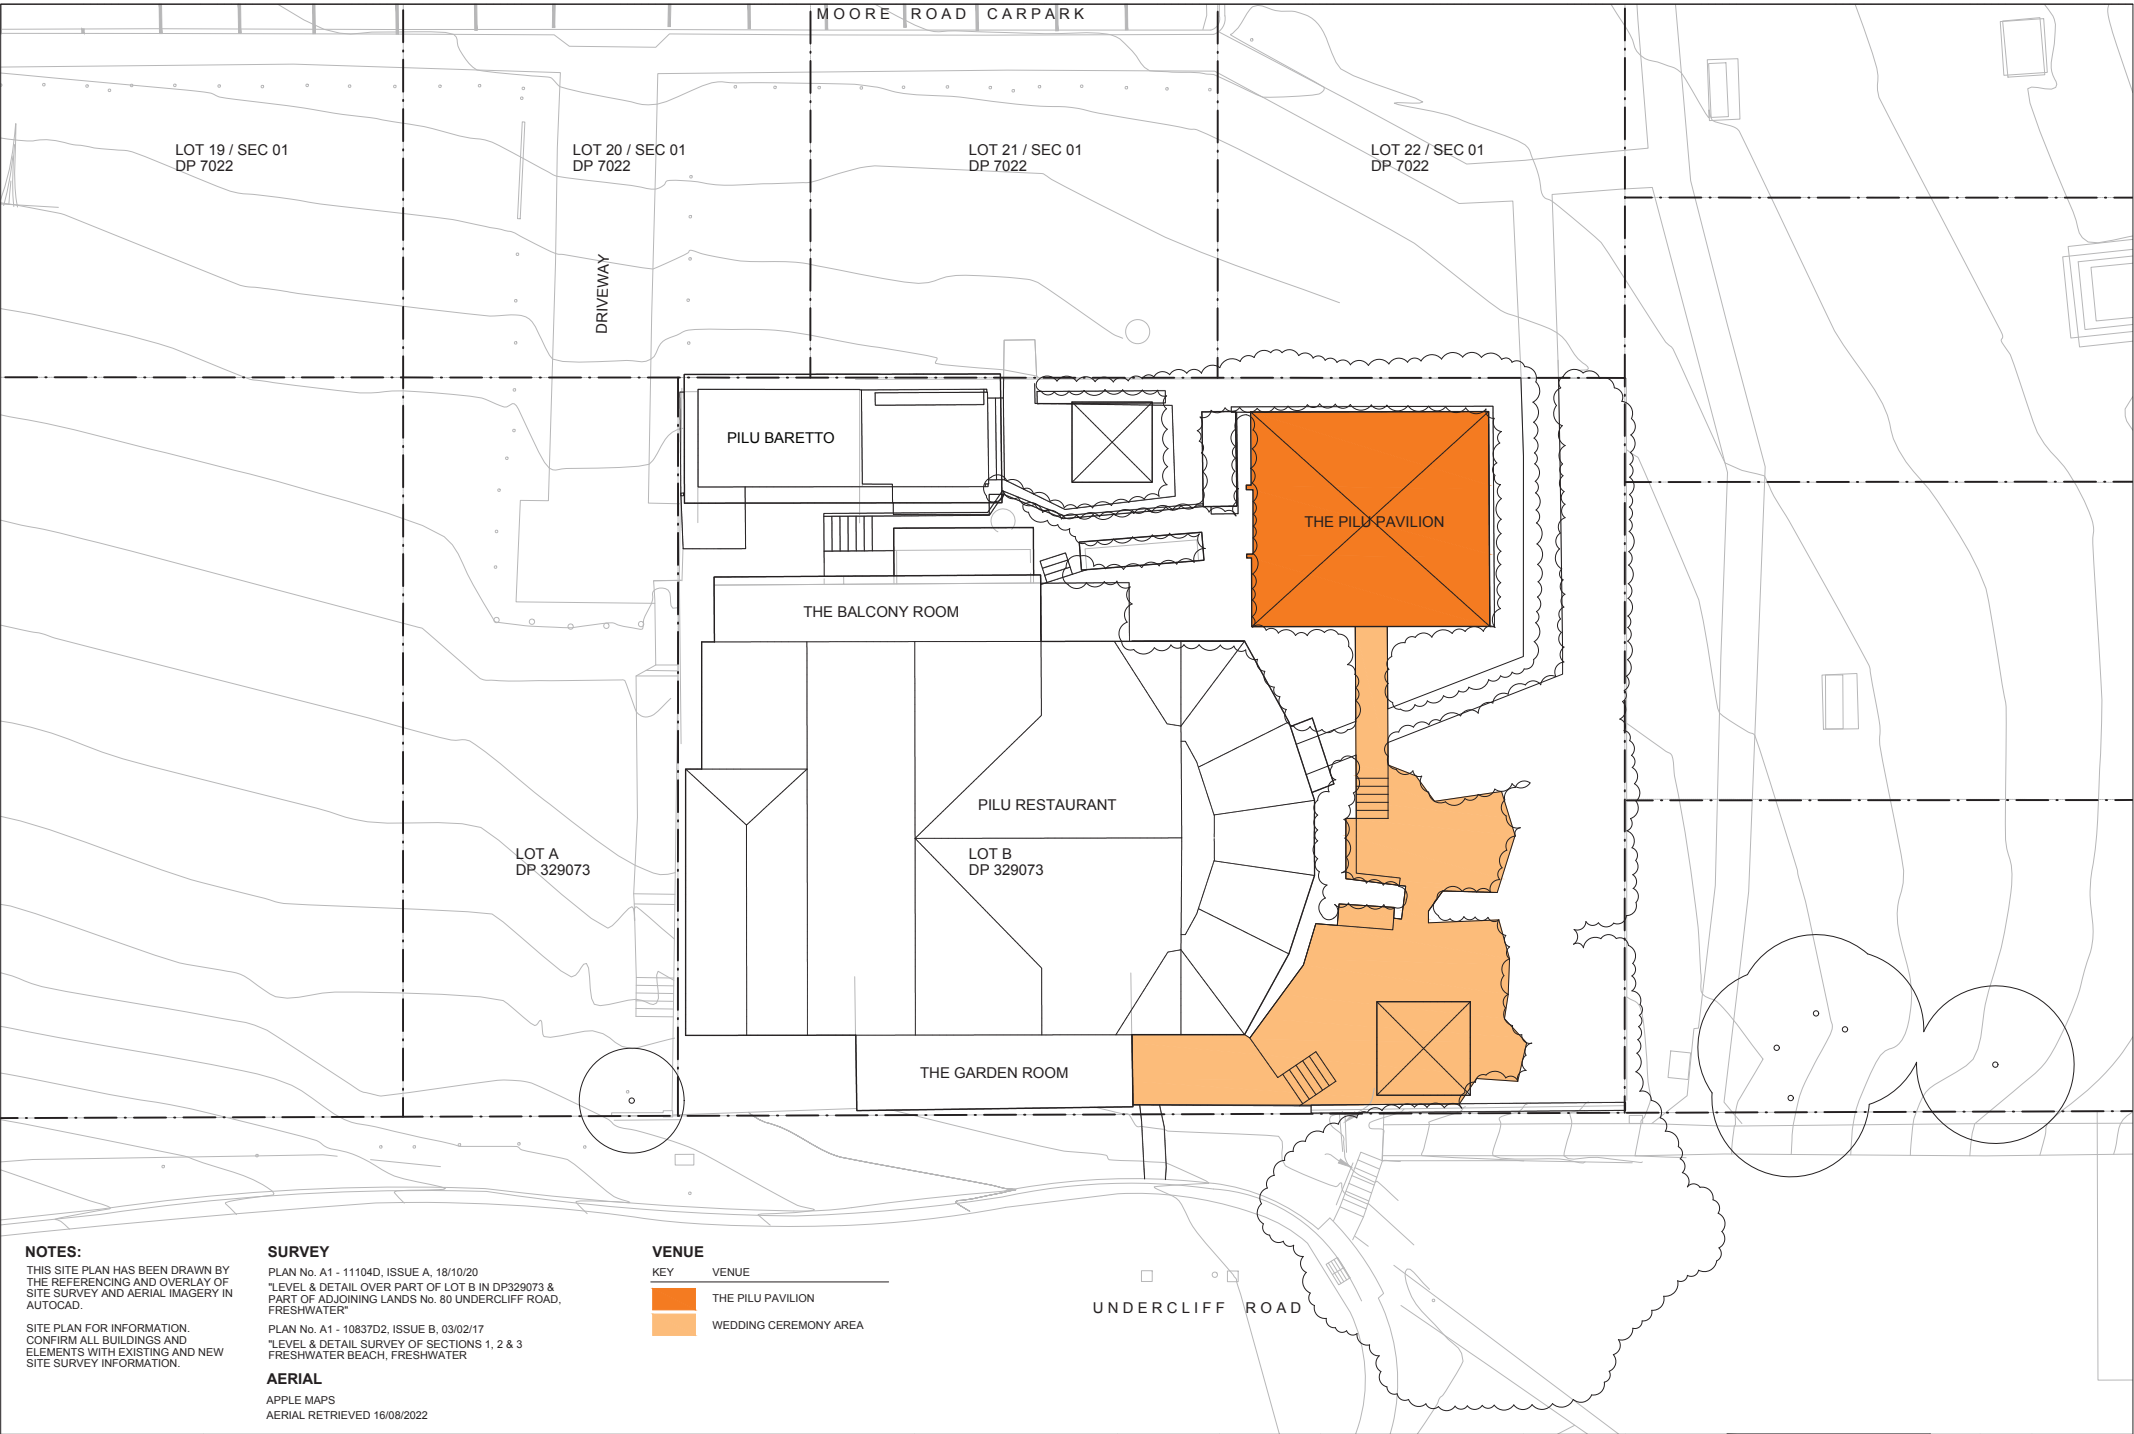 MOORE ROAD CARPARK
LOT 19 / SEC 01
DP 7022
LOT 20 / SEC 01
DP 7022
LOT 21 / SEC 01
DP 7022
LOT 22 / SEC 01
DP 7022
DRIVEWAY
PILU BARETTO
THE PILU PAVILION
THE BALCONY ROOM
PILU RESTAURANT
LOT A
DP 329073
LOT B
DP 329073
THE GARDEN ROOM
NOTES:
THIS SITE PLAN HAS BEEN DRAWN BY
THE REFERENCING AND OVERLAY OF
SITE SURVEY AND AERIAL IMAGERY IN
AUTOCAD.
SITE PLAN FOR INFORMATION.
CONFIRM ALL BUILDINGS AND
ELEMENTS WITH EXISTING AND NEW
SITE SURVEY INFORMATION.
SURVEY
PLAN No. A1 - 11104D, ISSUE A, 18/10/20
"LEVEL & DETAIL OVER PART OF LOT B IN DP329073 &
PART OF ADJOINING LANDS No. 80 UNDERCLIFF ROAD,
FRESHWATER"
PLAN No. A1 - 10837D2, ISSUE B, 03/02/17
"LEVEL & DETAIL SURVEY OF SECTIONS 1, 2 & 3
FRESHWATER BEACH, FRESHWATER
AERIAL
APPLE MAPS
AERIAL RETRIEVED 16/08/2022
VENUE
KEY VENUE
THE PILU PAVILION
WEDDING CEREMONY AREA
UNDERCLIFF ROAD